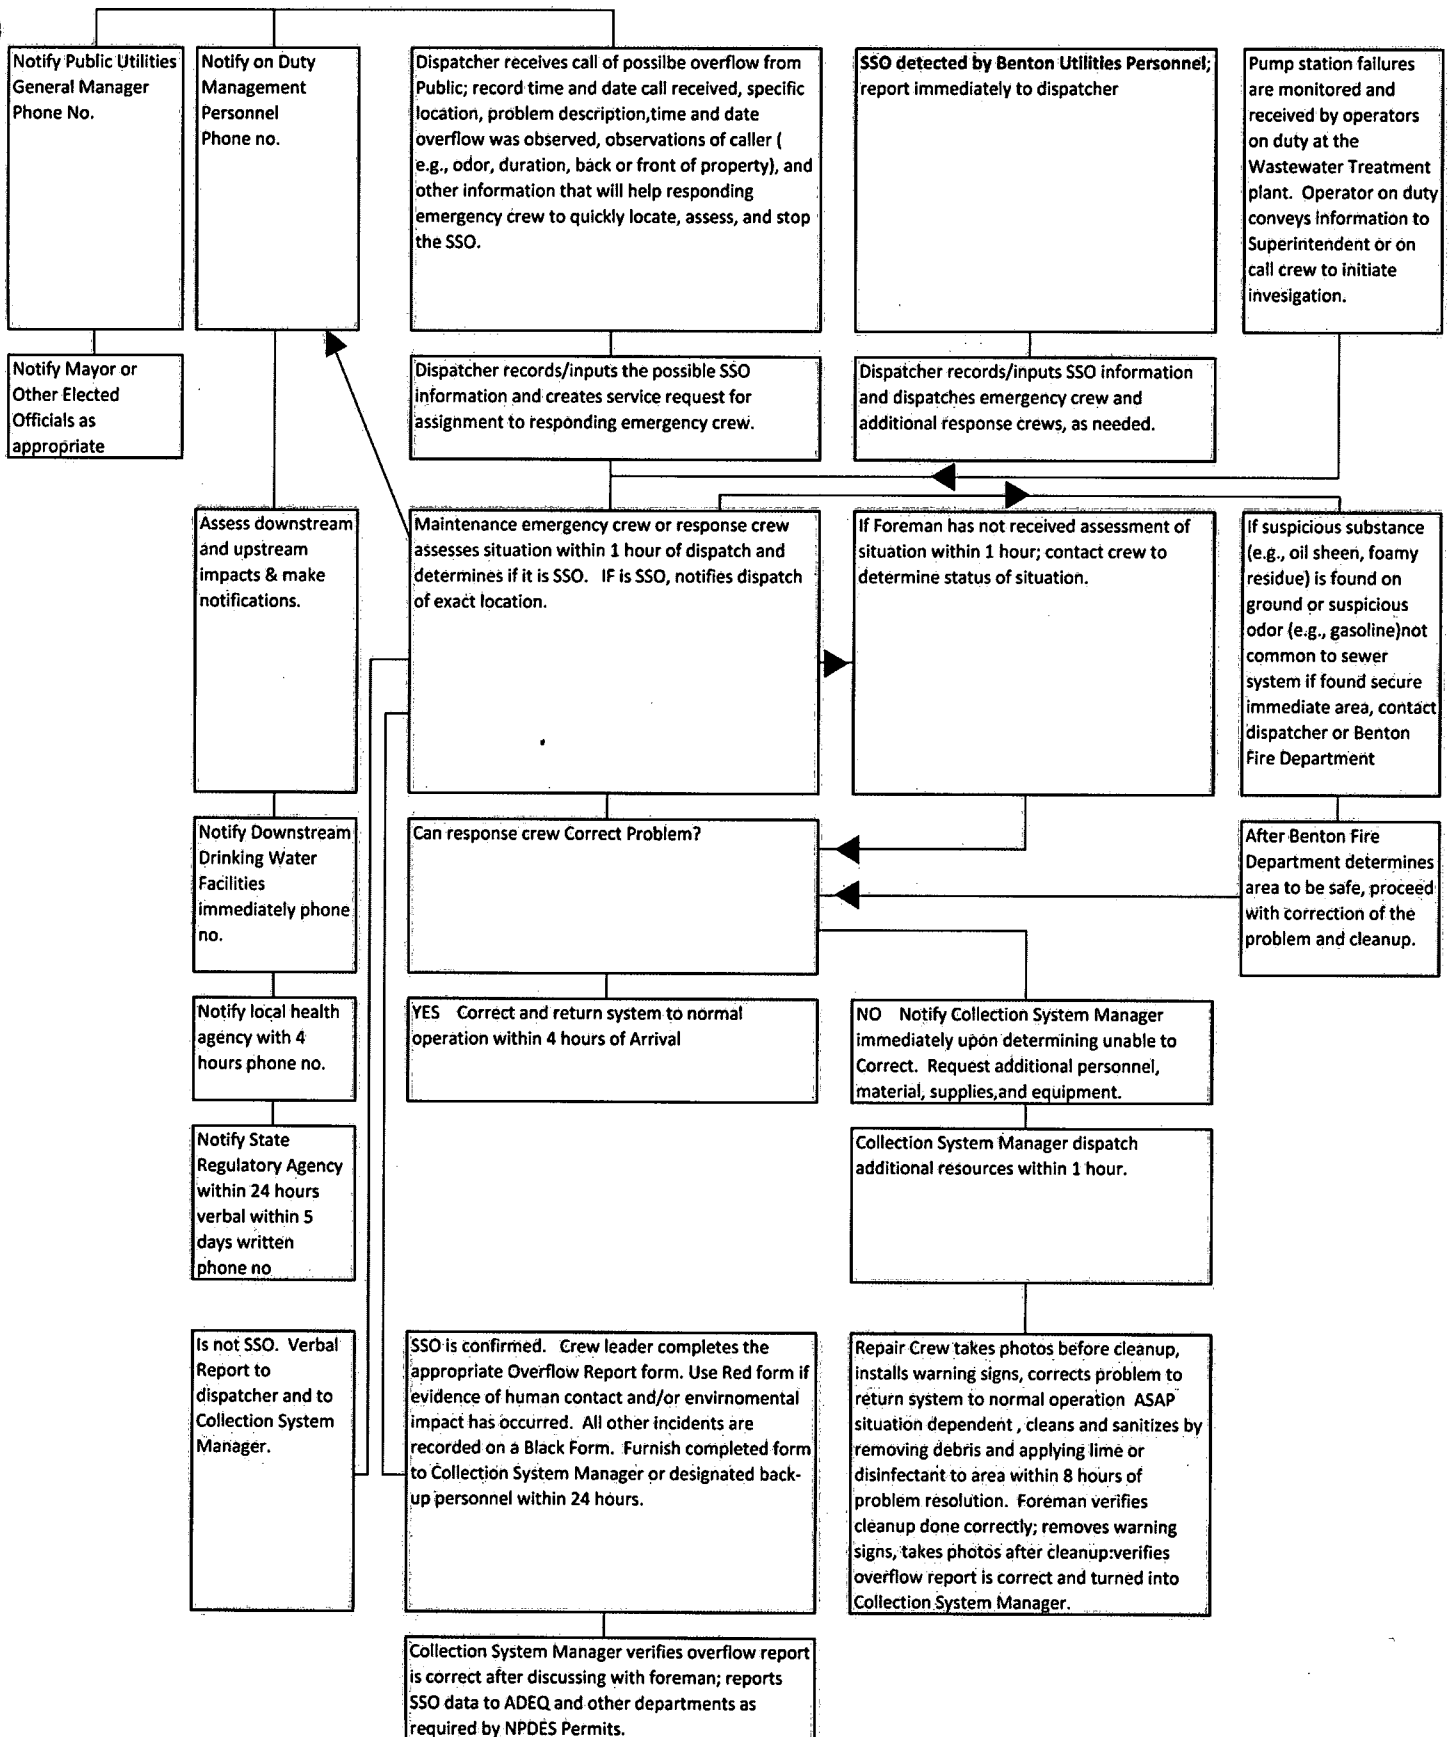 Notify Public Utilities
General Manager
Phone No.
Notify on Duty
Management
Personnel
Phone no.
Dispatcher receives call of possilbe overflow from
Public; record time and date call received, specific
location, problem description,time and date
overflow was observed, observations of caller (
e.g., odor, duration, back or front of property), and
other information that will help responding
emergency crew to quickly locate, assess, and stop
the SSO.
SSO detected by Benton Utilities Personnel;
report immediately to dispatcher
Pump station failures
are monitored and
received by operators
on duty at the
Wastewater Treatment
plant. Operator on duty
conveys information to
Superintendent or on
call crew to initiate
invesigation.
Notify Mayor or
Other Elected
Officials as
appropriate
Dispatcher records/inputs the possible SSO
information and creates service request for
assignment to responding emergency crew.
Dispatcher records/inputs SSO information
and dispatches emergency crew and
additional response crews, as needed.
Assess downstream
and upstream
impacts & make
notifications.
Maintenance emergency crew or response crew
assesses situation within 1 hour of dispatch and
determines if it is SSO. IF is SSO, notifies dispatch
of exact location.
If Foreman has not received assessment of
situation within 1 hour; contact crew to
determine status of situation.
If suspicious substance
(e.g., oil sheen, foamy
residue) is found on
ground or suspicious
odor (e.g., gasoline)not
common to sewer
system if found secure
immediate area, contact
dispatcher or Benton
Fire Department
Notify Downstream
Drinking Water
Facilities
immediately phone
no.
Can response crew Correct Problem?
After Benton Fire
Department determines
area to be safe, proceed
with correction of the
problem and cleanup.
Notify local health
agency with 4
hours phone no.
YES Correct and return system to normal
operation within 4 hours of Arrival
NO Notify Collection System Manager
immediately upon determining unable to
Correct. Request additional personnel,
material, supplies,and equipment.
Notify State
Regulatory Agency
within 24 hours
verbal within 5
days written
phone no
Collection System Manager dispatch
additional resources within 1 hour.
Is not SSO. Verbal
Report to
dispatcher and to
Collection System
Manager.
SSO is confirmed. Crew leader completes the
appropriate Overflow Report form. Use Red form if
evidence of human contact and/or envirnomental
impact has occurred. All other incidents are
recorded on a Black Form. Furnish completed form
to Collection System Manager or designated back-
up personnel within 24 hours.
Repair Crew takes photos before cleanup,
installs warning signs, corrects problem to
return system to normal operation ASAP
situation dependent , cleans and sanitizes by
removing debris and applying lime or
disinfectant to area within 8 hours of
problem resolution. Foreman verifies
cleanup done correctly; removes warning
signs, takes photos after cleanup:verifies
overflow report is correct and turned into
Collection System Manager.
Collection System Manager verifies overflow report
is correct after discussing with foreman; reports
SSO data to ADEQ and other departments as
required by NPDES Permits.